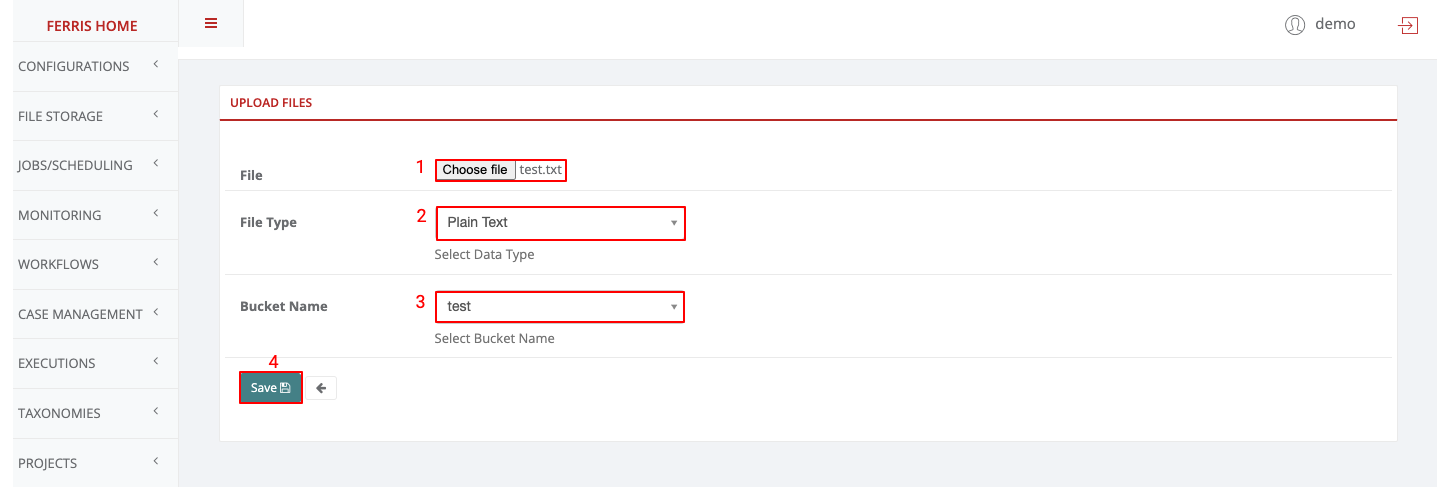 FERRIS HOME
demo
CONFIGURATIONS
FILE STORAGE
JOBS/SCHEDULING
MONITORING
WORKFLOWS
CASE MANAGEMENT
EXECUTIONS
TAXONOMIES
PROJECTS
UPLOAD FILES
File 1 Choose file test.txt
File Type 2 Plain Text
Select Data Type
Bucket Name 3 test
Select Bucket Name
4
Save